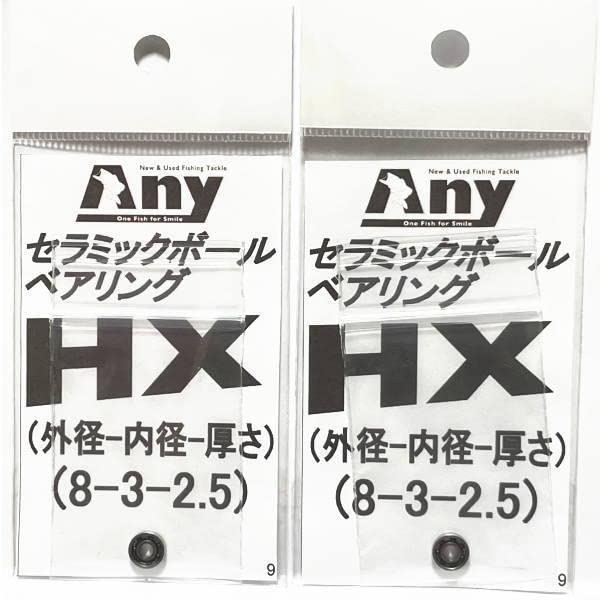 New & Used Fishing Tackle
Any
One Fish for Smile
セラミックボール
ベアリング
HX
(外径-内径-厚さ)
(8-3-2.5)
9
New & Used Fishing Tackle
Any
One Fish for Smile
セラミックボール
ベアリング
HX
(外径-内径-厚さ)
(8-3-2.5)
9